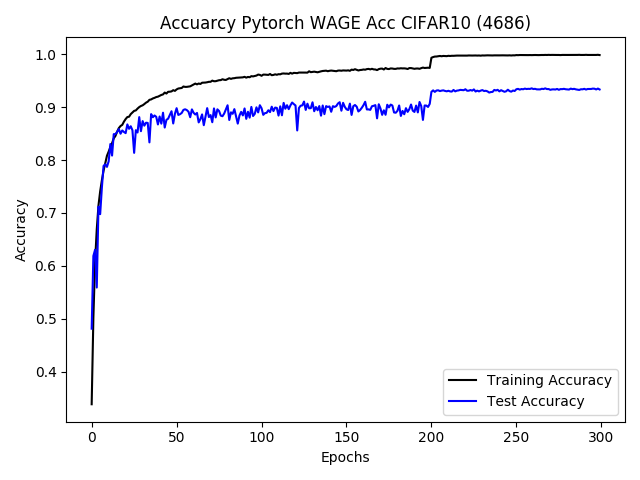 Accuarcy Pytorch WAGE Acc CIFAR10 (4686)
1.0
0.9
0.8
0.7
0.6
0.5
0.4
Accuracy
0 50 100 150 200 250 300
Epochs
Training Accuracy
Test Accuracy